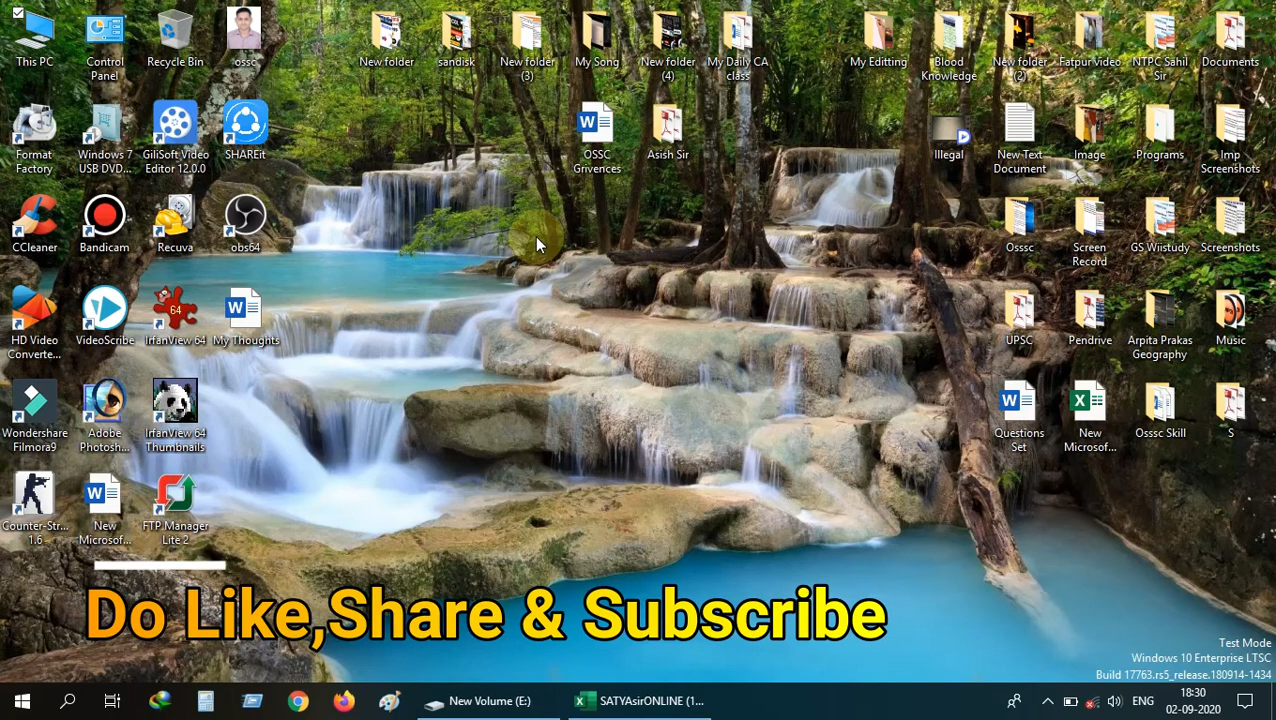 This PC
Control Panel
Recycle Bin
ossc
New folder
sandisk
New folder (3)
My Song
New folder (4)
My Daily CA class
My Editting
Blood Knowledge
New folder (2)
Fatpur video
NTPC Sahil Sir
Documents
Format Factory
Windows 7 USB DVD...
GiliSoft Video Editor 12.0.0
SHAREit
OSSC Grivences
Asish Sir
Illegal
New Text Document
Image
Programs
Imp Screenshots
CCleaner
Bandicam
Recuva
obs64
Osssc
Screen Record
GS Wiistudy
Screenshots
HD Video Converte...
VideoScribe
64
IrfanView 64
My Thoughts
UPSC
Pendrive
Arpita Prakas Geography
Music
Wondershare Filmora9
Adobe Photosh...
IrfanView 64 Thumbnails
Questions Set
New Microsof...
Osssc Skill
S
Counter-Str... 1.6
New Microsof...
FTP Manager Lite 2
Do Like,Share & Subscribe
Test Mode
Windows 10 Enterprise LTSC
Build 17763.rs5_release.180914-1434
New Volume (E:)
SATYAsirONLINE (1...
ENG
18:30
02-09-2020